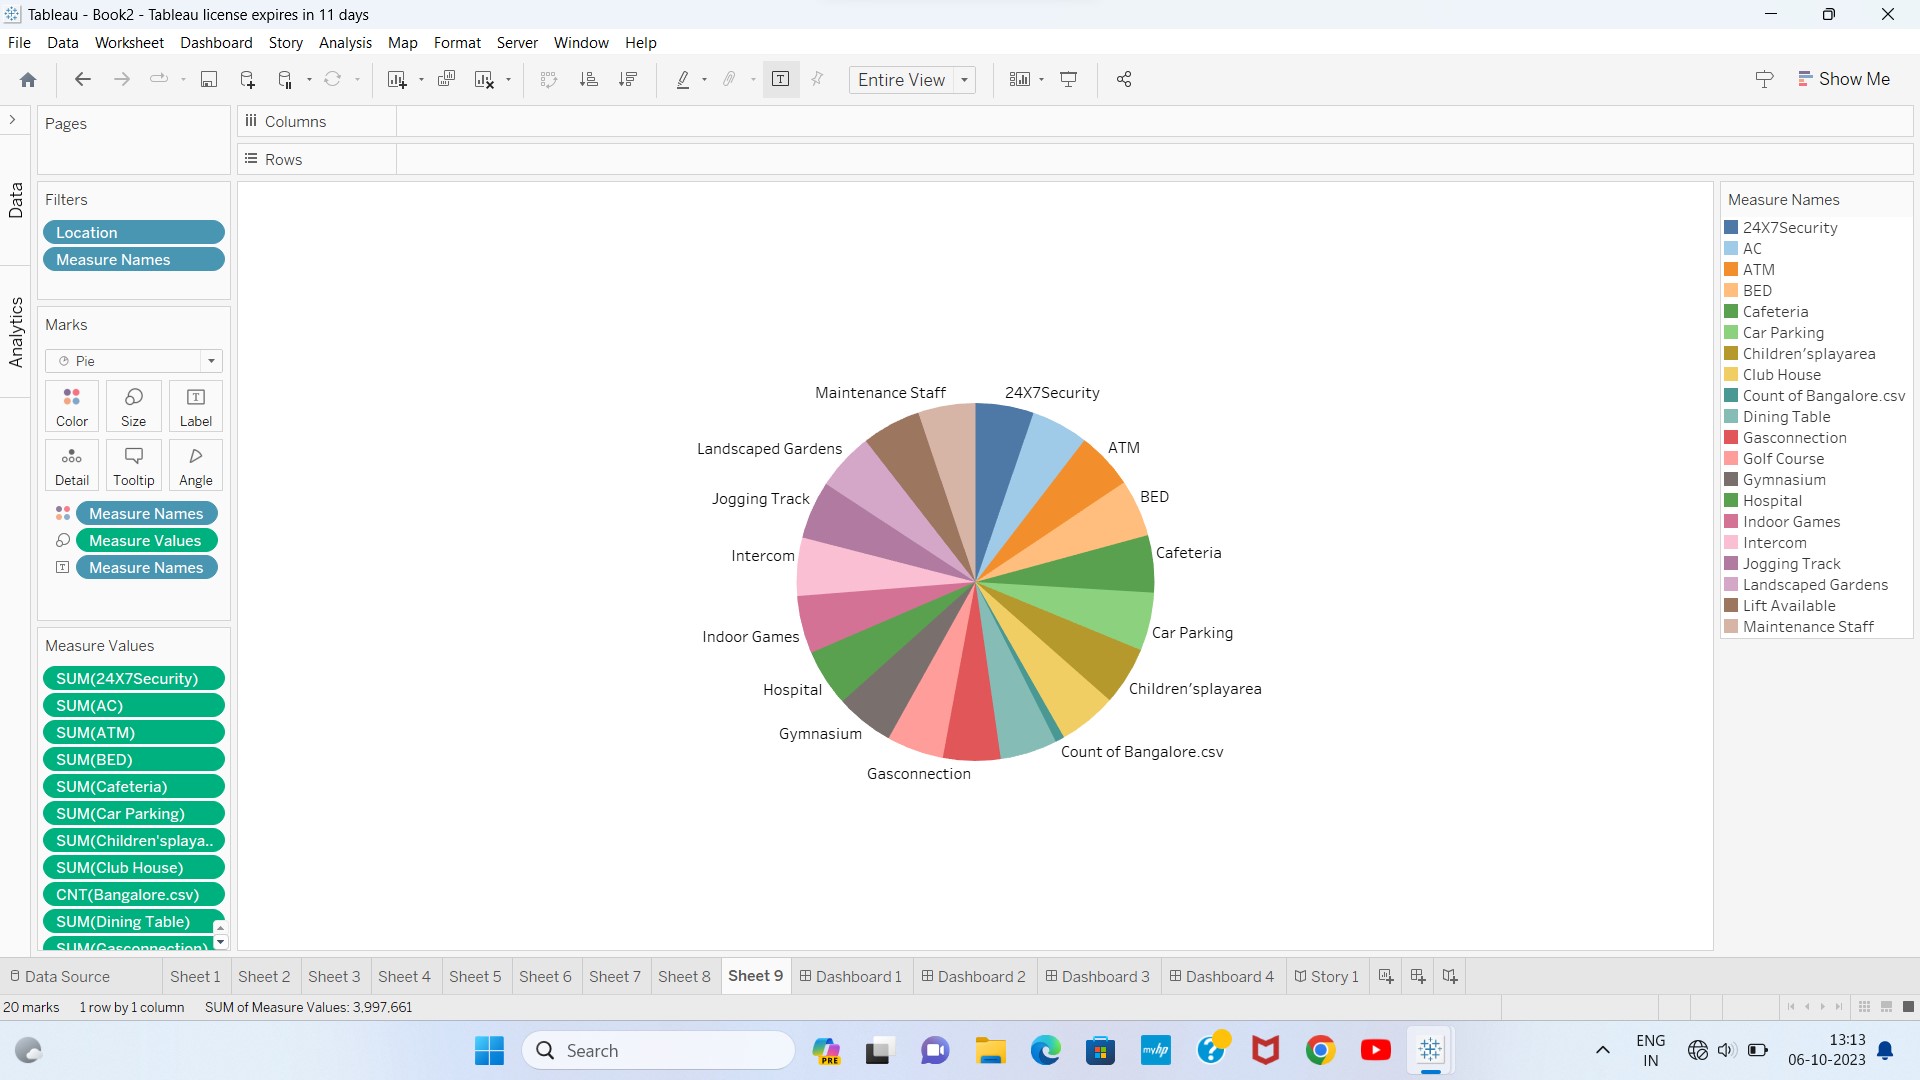 Tableau - Book2 - Tableau license expires in 11 days
File Data Worksheet Dashboard Story Analysis Map Format Server Window Help
Entire View
Show Me
Pages
Columns
Rows
Data
Analytics
Filters
Location
Measure Names
Marks
Pie
Color Size Label
Detail Tooltip Angle
Measure Names
Measure Values
Measure Names
Measure Values
SUM(24X7Security)
SUM(AC)
SUM(ATM)
SUM(BED)
SUM(Cafeteria)
SUM(Car Parking)
SUM(Children'splaya..
SUM(Club House)
CNT(Bangalore.csv)
SUM(Dining Table)
SUM(Gasconnection)
Maintenance Staff
24X7Security
Landscaped Gardens
ATM
Jogging Track
BED
Intercom
Cafeteria
Indoor Games
Car Parking
Hospital
Children'splayarea
Gymnasium
Count of Bangalore.csv
Gasconnection
Measure Names
24X7Security
AC
ATM
BED
Cafeteria
Car Parking
Children'splayarea
Club House
Count of Bangalore.csv
Dining Table
Gasconnection
Golf Course
Gymnasium
Hospital
Indoor Games
Intercom
Jogging Track
Landscaped Gardens
Lift Available
Maintenance Staff
Data Source Sheet 1 Sheet 2 Sheet 3 Sheet 4 Sheet 5 Sheet 6 Sheet 7 Sheet 8 Sheet 9 Dashboard 1 Dashboard 2 Dashboard 3 Dashboard 4 Story 1
20 marks 1 row by 1 column SUM of Measure Values: 3,997,661
Search
PRE
myhp
ENG
IN
13:13
06-10-2023